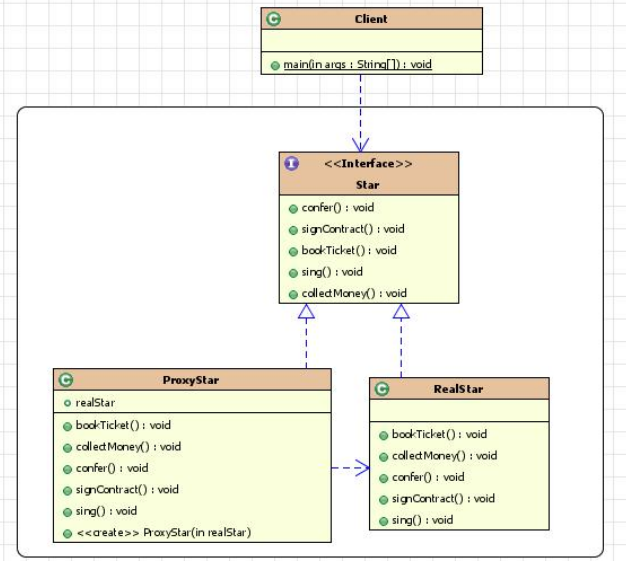 C Client
main(in args : String[]) : void
I <<Interface>>
Star
confer() : void
signContract() : void
bookTicket() : void
sing() : void
collectMoney() : void
C ProxyStar
realStar
bookTicket() : void
collectMoney() : void
confer() : void
signContract() : void
sing() : void
<<create>> ProxyStar(in realStar)
C RealStar
bookTicket() : void
collectMoney() : void
confer() : void
signContract() : void
sing() : void